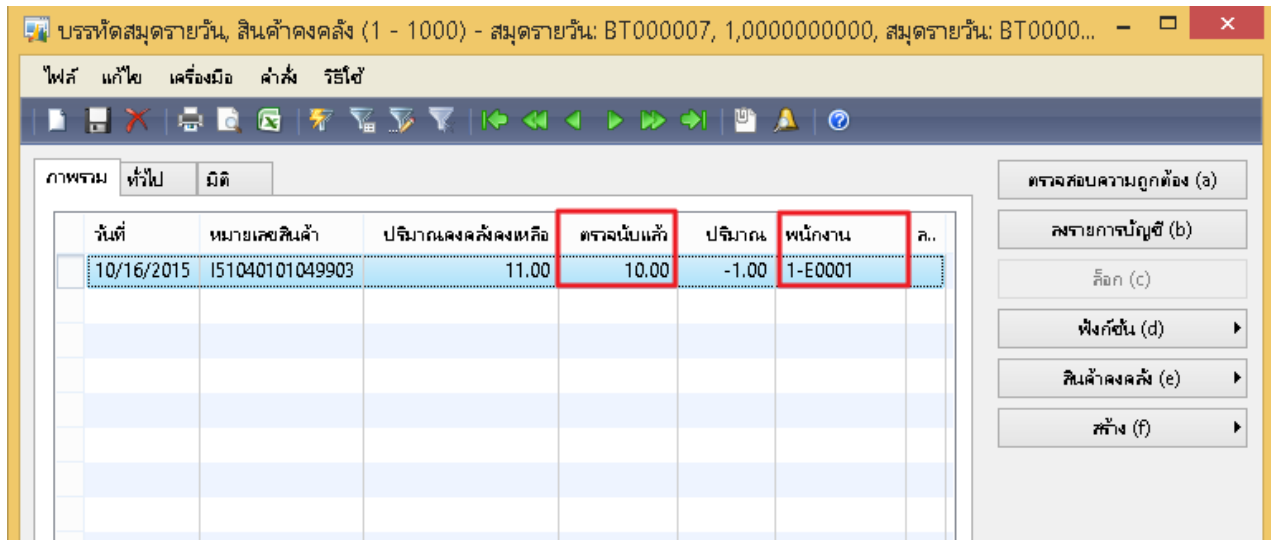 บรรทัดสมุดรายวัน, สินค้าคงคลัง (1 - 1000) - สมุดรายวัน: BT000007, 1,0000000000, สมุดรายวัน: BT0000...
ไฟล์ แก้ไข เครื่องมือ คำสั่ง วิธีใช้
ภาพรวม ทั่วไป มิติ
วันที่ หมายเลขสินค้า ปริมาณคงคลังคงเหลือ ตรวจนับแล้ว ปริมาณ พนักงาน ล..
10/16/2015 I51040101049903 11.00 10.00 -1.00 1-E0001
ตรวจสอบความถูกต้อง (a)
ลงรายการบัญชี (b)
ล็อก (c)
ฟังก์ชัน (d)
สินค้าคงคลัง (e)
สร้าง (f)